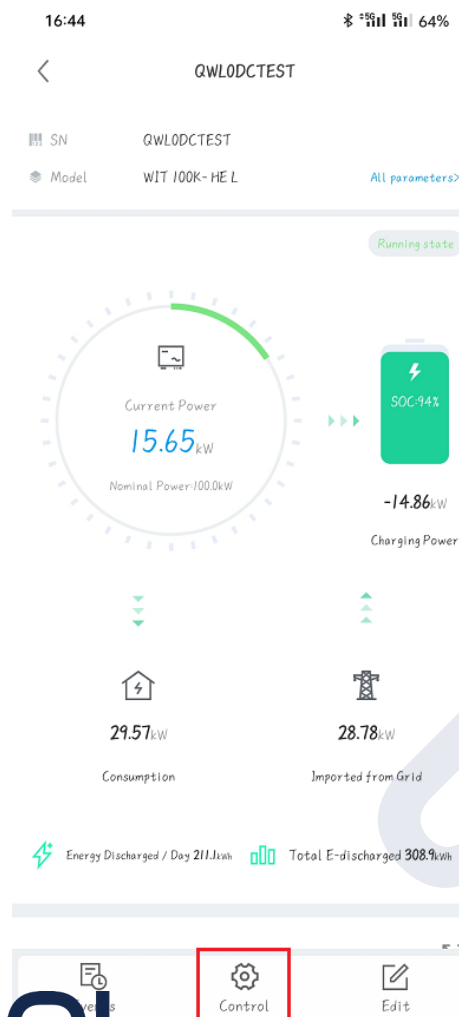 16:44
5G 5G 64%
QWL0DCTEST
SN QWL0DCTEST
Model WIT 100K- HE L All parameters>
Running state
Current Power
15.65kW
Nominal Power:100.0kW
SOC:94%
-14.86kW
Charging Power
29.57kW
Consumption
28.78kW
Imported from Grid
Energy Discharged / Day 211.1kWh
Total E-discharged 308.9kWh
Control
Edit